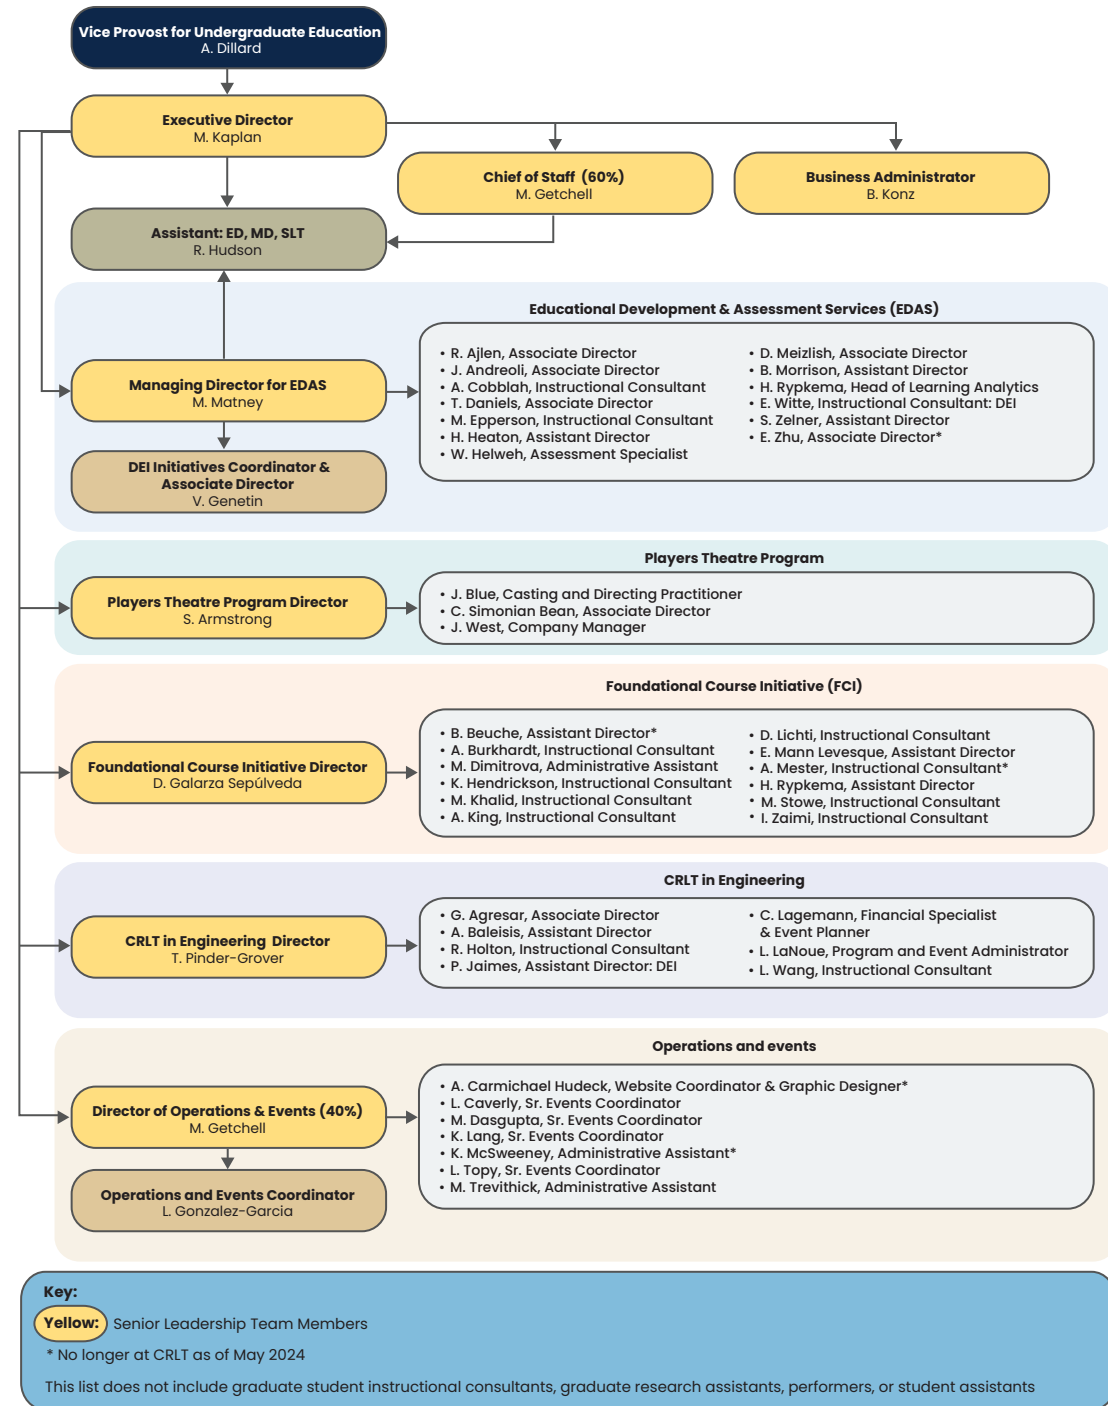 Vice Provost for Undergraduate Education
A. Dillard
Executive Director
M. Kaplan
Chief of Staff (60%)
M. Getchell
Business Administrator
B. Konz
Assistant: ED, MD, SLT
R. Hudson
Educational Development & Assessment Services (EDAS)
Managing Director for EDAS
M. Matney
DEI Initiatives Coordinator &
Associate Director
V. Genetin
• R. Ajlen, Associate Director
• J. Andreoli, Associate Director
• A. Cobblah, Instructional Consultant
• T. Daniels, Associate Director
• M. Epperson, Instructional Consultant
• H. Heaton, Assistant Director
• W. Helweh, Assessment Specialist
• D. Meizlish, Associate Director
• B. Morrison, Assistant Director
• H. Rypkema, Head of Learning Analytics
• E. Witte, Instructional Consultant: DEI
• S. Zelner, Assistant Director
• E. Zhu, Associate Director*
Players Theatre Program
Players Theatre Program Director
S. Armstrong
• J. Blue, Casting and Directing Practitioner
• C. Simonian Bean, Associate Director
• J. West, Company Manager
Foundational Course Initiative (FCI)
Foundational Course Initiative Director
D. Galarza Sepúlveda
• B. Beuche, Assistant Director*
• A. Burkhardt, Instructional Consultant
• M. Dimitrova, Administrative Assistant
• K. Hendrickson, Instructional Consultant
• M. Khalid, Instructional Consultant
• A. King, Instructional Consultant
• D. Lichti, Instructional Consultant
• E. Mann Levesque, Assistant Director
• A. Mester, Instructional Consultant*
• H. Rypkema, Assistant Director
• M. Stowe, Instructional Consultant
• I. Zaimi, Instructional Consultant
CRLT in Engineering
CRLT in Engineering Director
T. Pinder-Grover
• G. Agresar, Associate Director
• A. Baleisis, Assistant Director
• R. Holton, Instructional Consultant
• P. Jaimes, Assistant Director: DEI
• C. Lagemann, Financial Specialist
& Event Planner
• L. LaNoue, Program and Event Administrator
• L. Wang, Instructional Consultant
Operations and events
Director of Operations & Events (40%)
M. Getchell
Operations and Events Coordinator
L. Gonzalez-Garcia
• A. Carmichael Hudeck, Website Coordinator & Graphic Designer*
• L. Caverly, Sr. Events Coordinator
• M. Dasgupta, Sr. Events Coordinator
• K. Lang, Sr. Events Coordinator
• K. McSweeney, Administrative Assistant*
• L. Topy, Sr. Events Coordinator
• M. Trevithick, Administrative Assistant
Key:
Yellow: Senior Leadership Team Members
* No longer at CRLT as of May 2024
This list does not include graduate student instructional consultants, graduate research assistants, performers, or student assistants